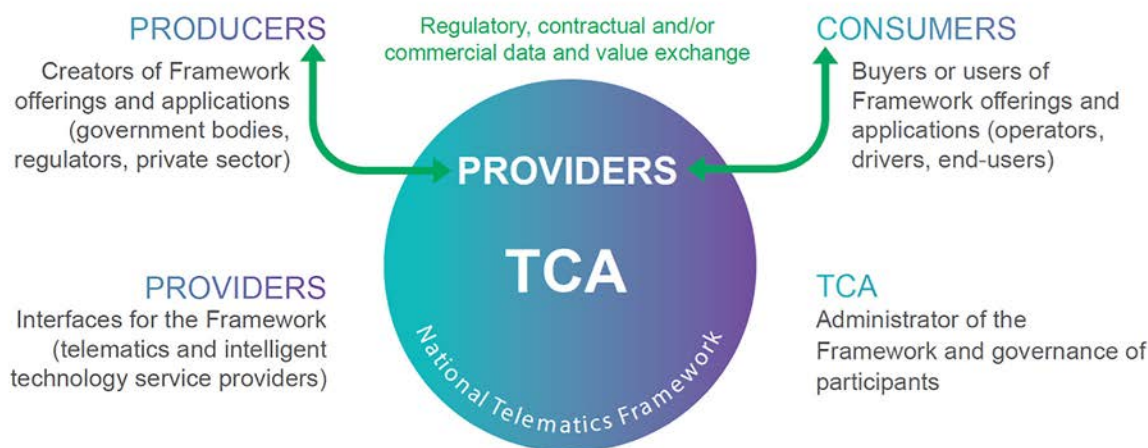 PRODUCERS
Creators of Framework
offerings and applications
(government bodies,
regulators, private sector)
Regulatory, contractual and/or
commercial data and value exchange
CONSUMERS
Buyers or users of
Framework offerings and
applications (operators,
drivers, end-users)
PROVIDERS
TCA
National Telematics Framework
PROVIDERS
Interfaces for the Framework
(telematics and intelligent
technology service providers)
TCA
Administrator of the
Framework and governance of
participants